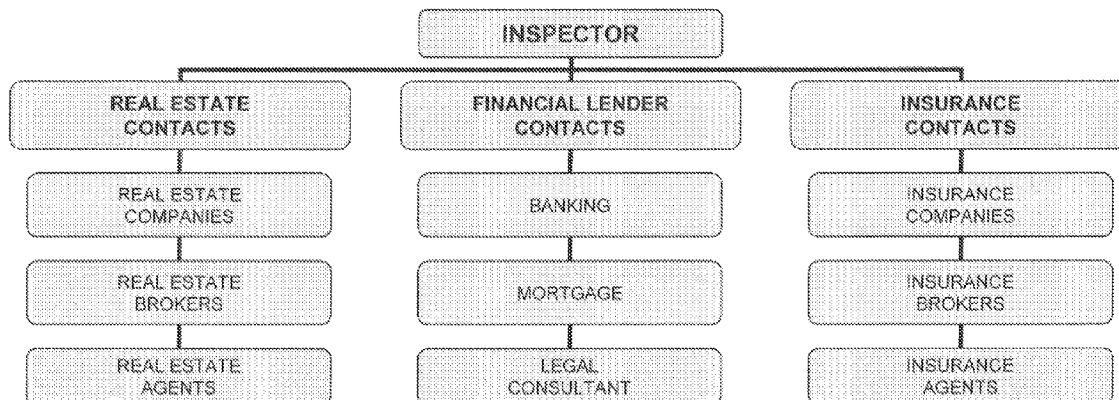 INSPECTOR
REAL ESTATE
CONTACTS
FINANCIAL LENDER
CONTACTS
INSURANCE
CONTACTS
REAL ESTATE
COMPANIES
BANKING
INSURANCE
COMPANIES
REAL ESTATE
BROKERS
MORTGAGE
INSURANCE
BROKERS
REAL ESTATE
AGENTS
LEGAL
CONSULTANT
INSURANCE
AGENTS